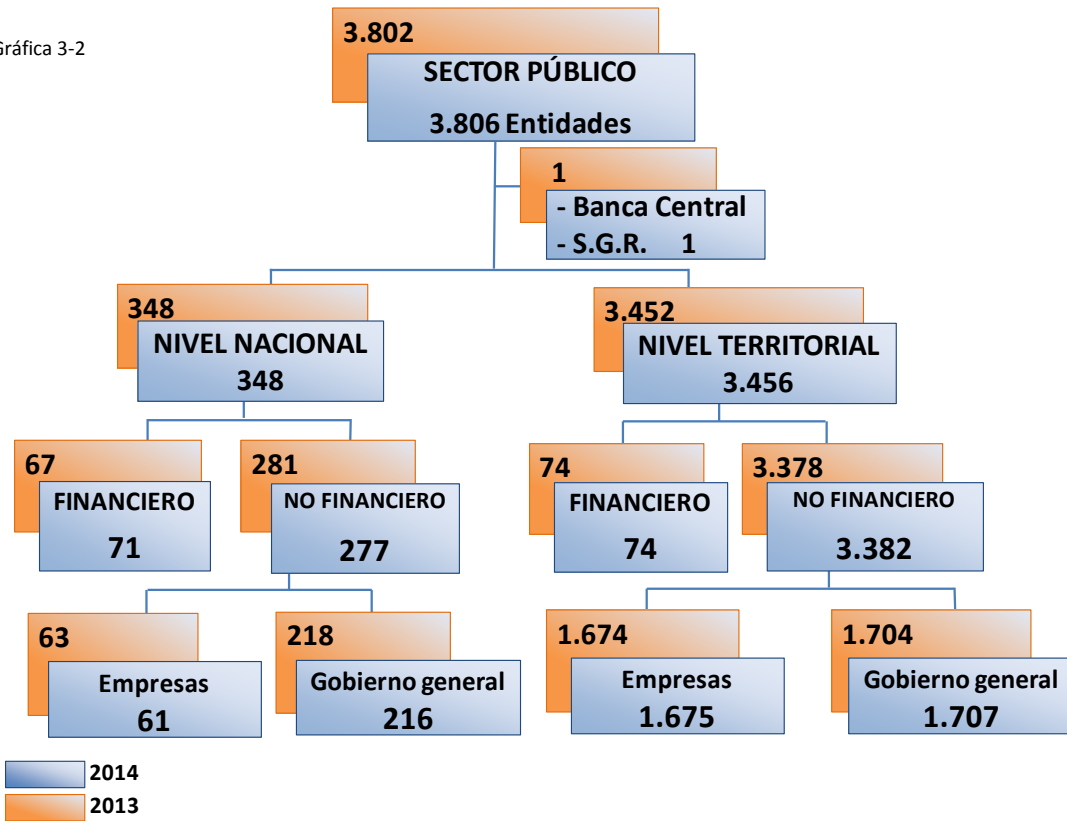 3.802
Gráfica 3-2
SECTOR PÚBLICO
3.806 Entidades
1
- Banca Central
- S.G.R. 1
348
NIVEL NACIONAL
348
3.452
NIVEL TERRITORIAL
3.456
67
FINANCIERO
71
281
NO FINANCIERO
277
74
FINANCIERO
74
3.378
NO FINANCIERO
3.382
63
Empresas
61
218
Gobierno general
216
1.674
Empresas
1.675
1.704
Gobierno general
1.707
2014
2013